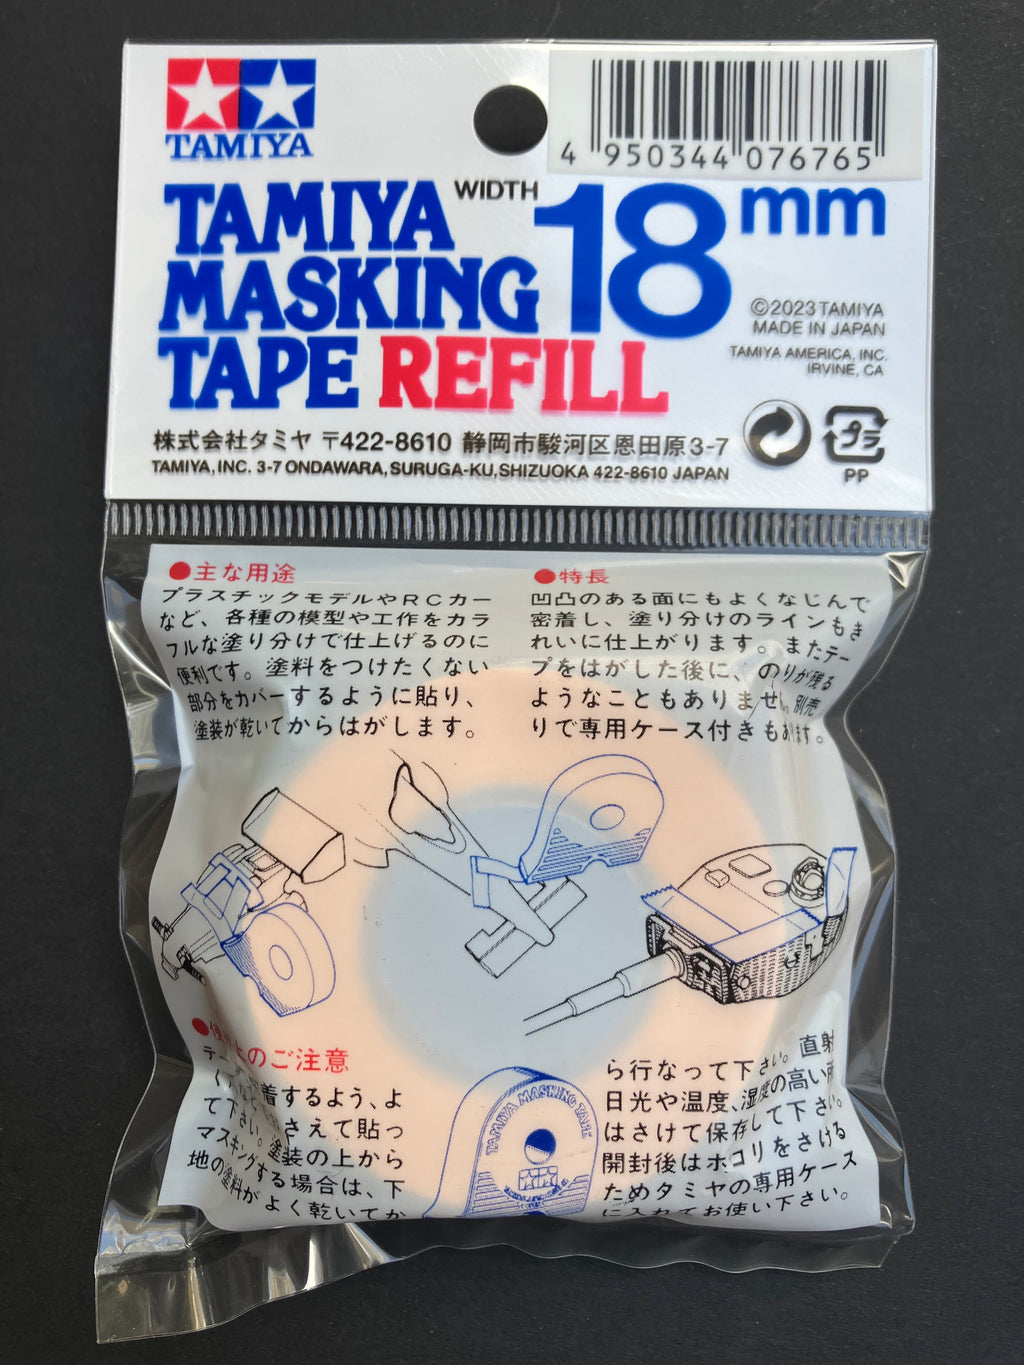 TAMIYA
4 950344 076765
TAMIYA WIDTH 18mm
MASKING
TAPE REFILL
©2023 TAMIYA
MADE IN JAPAN
TAMIYA AMERICA, INC.
IRVINE, CA
株式会社タミヤ 〒422-8610 静岡市駿河区恩田原3-7
TAMIYA, INC. 3-7 ONDAWARA, SURUGA-KU, SHIZUOKA 422-8610 JAPAN
プラ
PP
●主な用途
プラスチックモデルやRCカー
など、各種の模型や工作をカラ
フルな塗り分けで仕上げるのに
便利です。塗料をつけたくない
部分をカバーするように貼り、
塗装が乾いてからはがします。
●特長
凹凸のある面にもよくなじんで
密着し、塗り分けのラインもき
れいに仕上がります。またテー
プをはがした後に、のりが残る
ようなこともありません。別売
りで専用ケース付きもあります。
のご注意
着するよう、よ
さえて貼っ
て下さい。塗装の上から
マスキングする場合は、下
地の塗料がよく乾いてか
ら行なって下さい。直射
日光や温度、湿度の高い所
はさけて保存して下さい。
開封後はホコリをさける
ためタミヤの専用ケース
に入れてお使い下さい。
TAMIYA MASKING TAPE